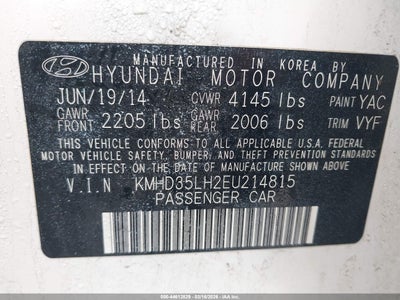 MANUFACTURED IN KOREA BY
HYUNDAI MOTOR COMPANY
JUN/19/14 GVWR 4145 lbs PAINT YAC
GAWR FRONT 2205 lbs GAWR REAR 2006 lbs TRIM VYF
THIS VEHICLE CONFORMS TO ALL APPLICABLE U.S.A. FEDERAL
MOTOR VEHICLE SAFETY, BUMPER, AND THEFT PREVENTION
STANDARDS IN EFFECT ON THE DATE OF MANUFACTURE SHOWN ABOVE
V.I.N KMHD35LH2EU214815
PASSENGER CAR